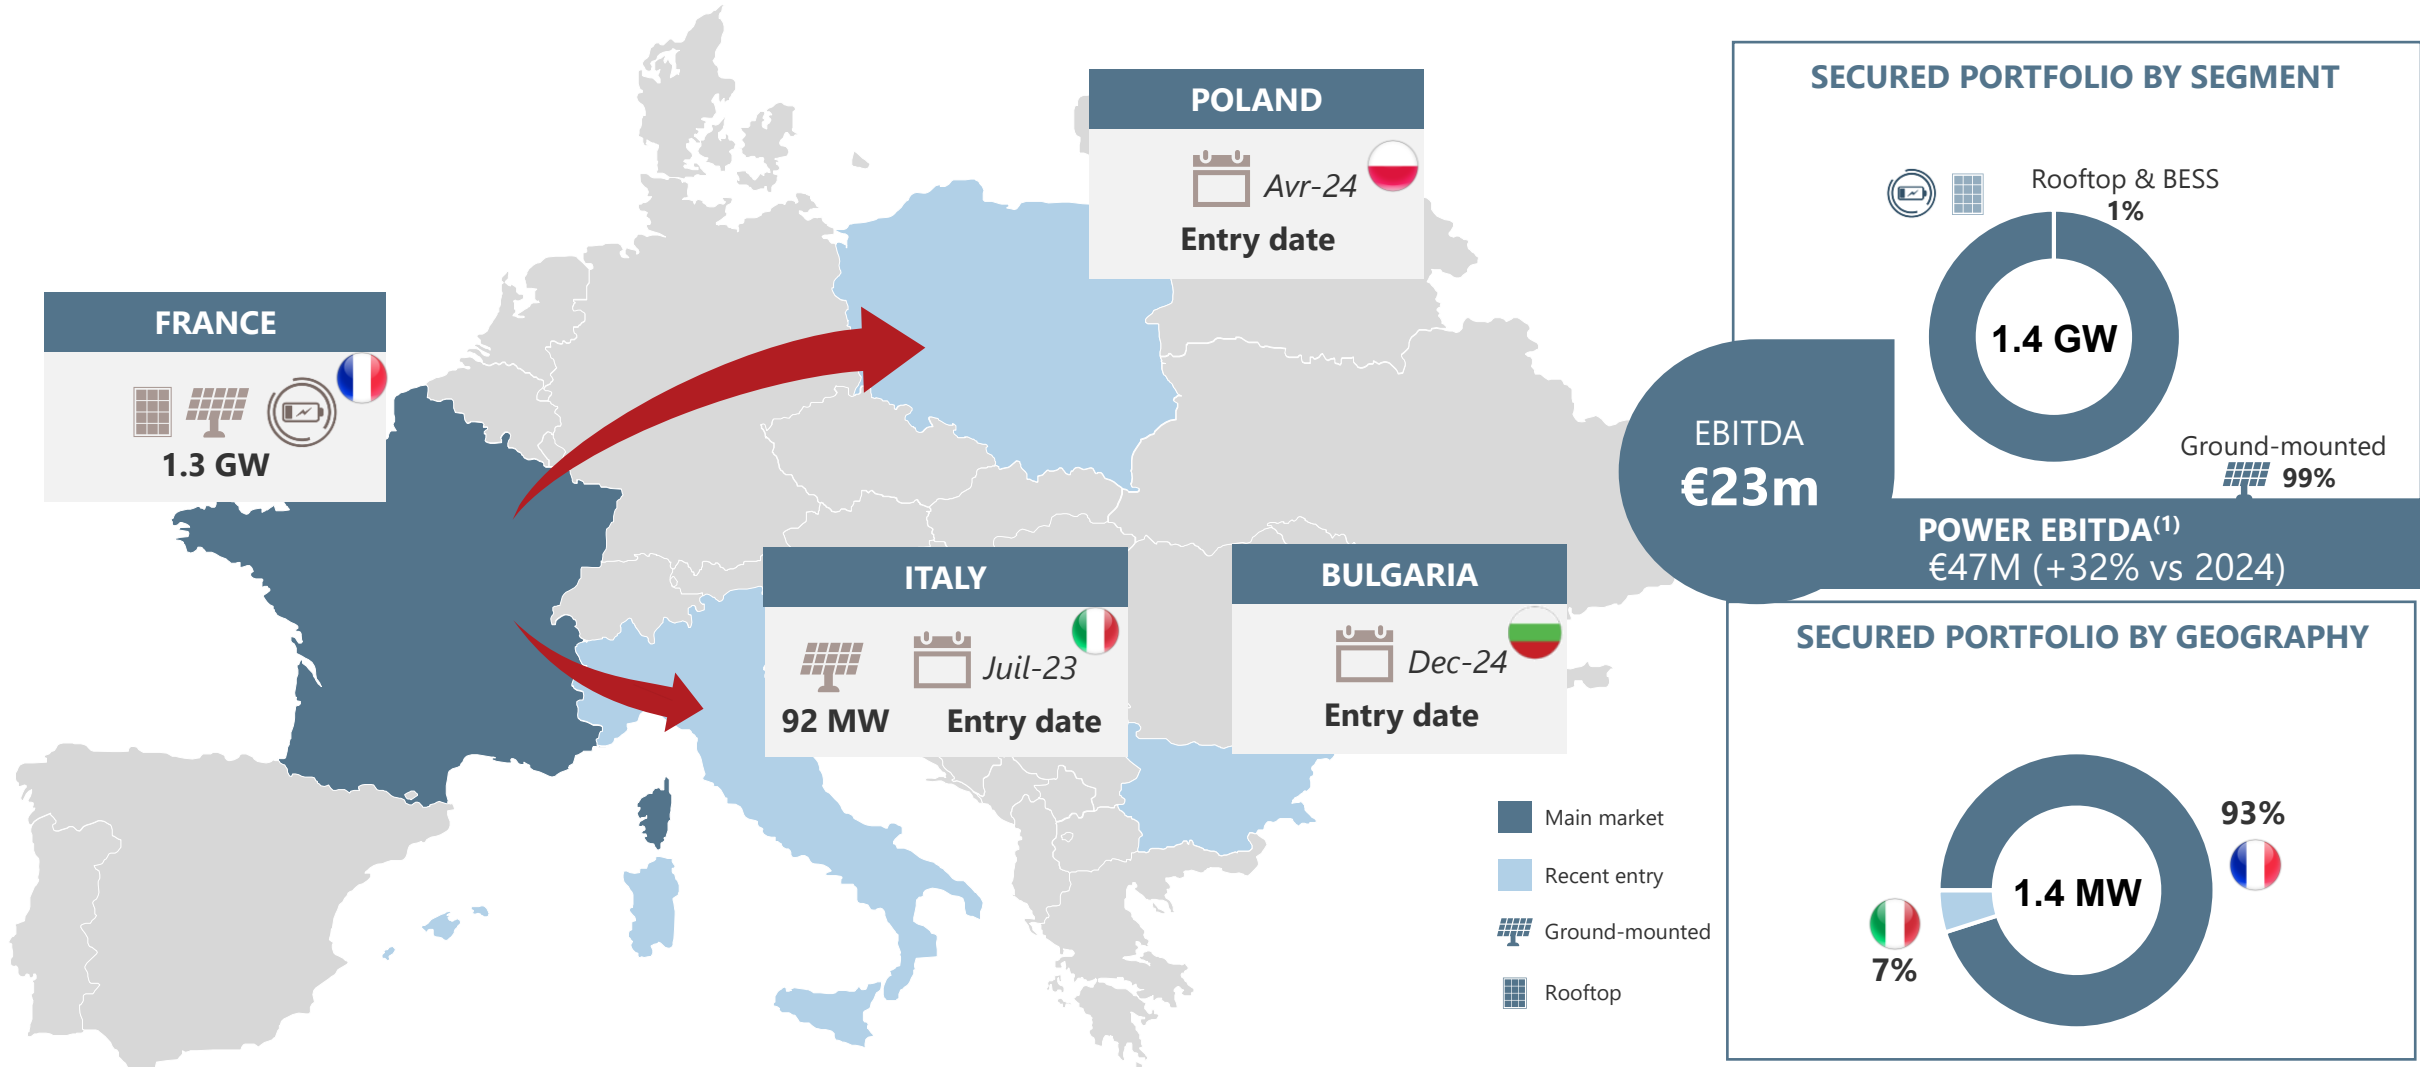 FRANCE
1.3 GW
POLAND
Avr-24
Entry date
ITALY
Juil-23
92 MW
Entry date
BULGARIA
Dec-24
Entry date
Main market
Recent entry
Ground-mounted
Rooftop
EBITDA
€23m
SECURED PORTFOLIO BY SEGMENT
Rooftop & BESS
1%
1.4 GW
Ground-mounted
99%
POWER EBITDA(1)
€47M (+32% vs 2024)
SECURED PORTFOLIO BY GEOGRAPHY
93%
1.4 MW
7%